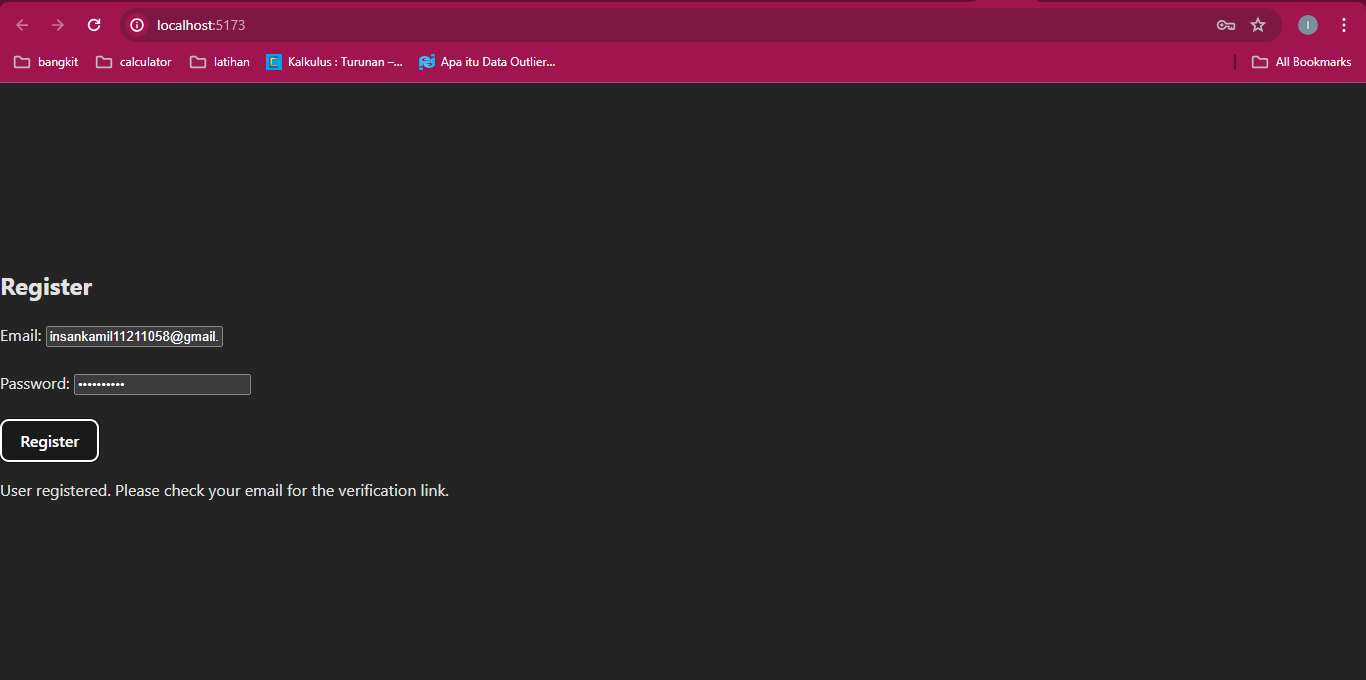 localhost:5173
I
bangkit calculator latihan Kalkulus : Turunan –... Apa itu Data Outlier... All Bookmarks
Register
Email: insankamil11211058@gmail.
Password: ••••••••••
Register
User registered. Please check your email for the verification link.